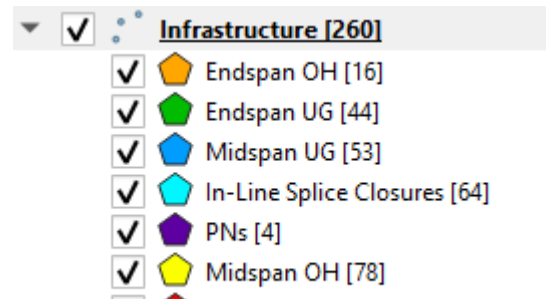 Infrastructure [260]
Endspan OH [16]
Endspan UG [44]
Midspan UG [53]
In-Line Splice Closures [64]
PNs [4]
Midspan OH [78]